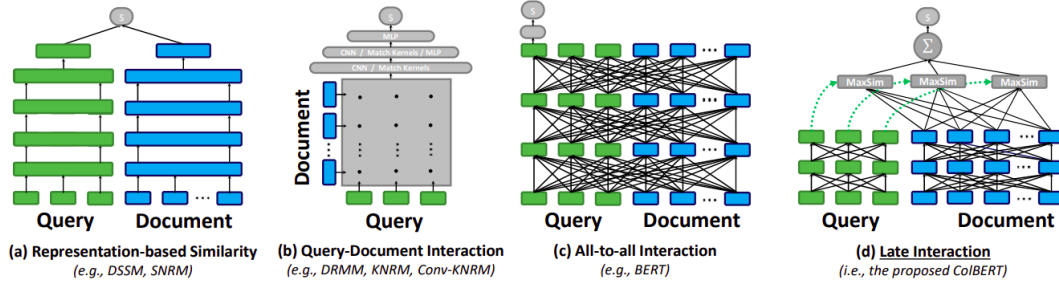 S
Query
Document
(a) Representation-based Similarity
(e.g., DSSM, SNRM)
S
MLP
CNN / Match Kernels / MLP
CNN / Match Kernels
Document
Query
(b) Query-Document Interaction
(e.g., DRMM, KNRM, Conv-KNRM)
S
Query
Document
(c) All-to-all Interaction
(e.g., BERT)
S
Σ
MaxSim
MaxSim
MaxSim
Query
Document
(d) Late Interaction
(i.e., the proposed ColBERT)